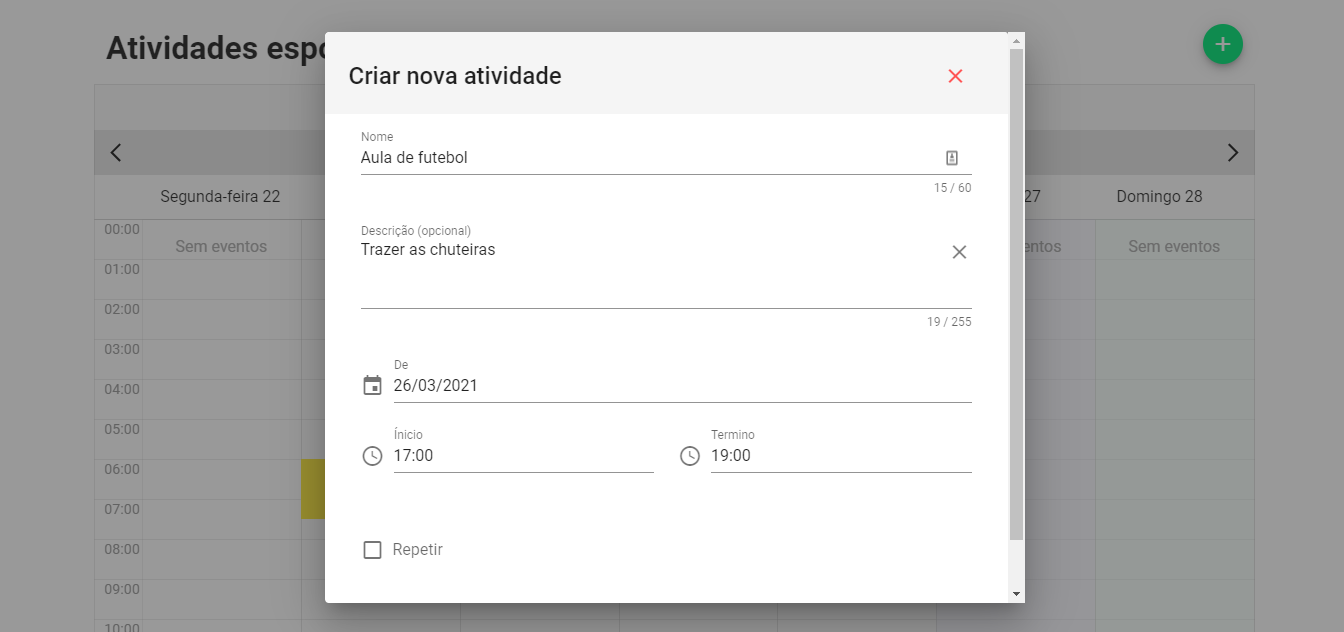 Atividades espo
Criar nova atividade
Nome
Aula de futebol
15 / 60
Segunda-feira 22
27
Domingo 28
Descrição (opcional)
Trazer as chuteiras
19 / 255
00:00
Sem eventos
entos
Sem eventos
01:00
02:00
03:00
04:00
05:00
06:00
07:00
08:00
09:00
10:00
De
26/03/2021
Ínicio
17:00
Termino
19:00
Repetir